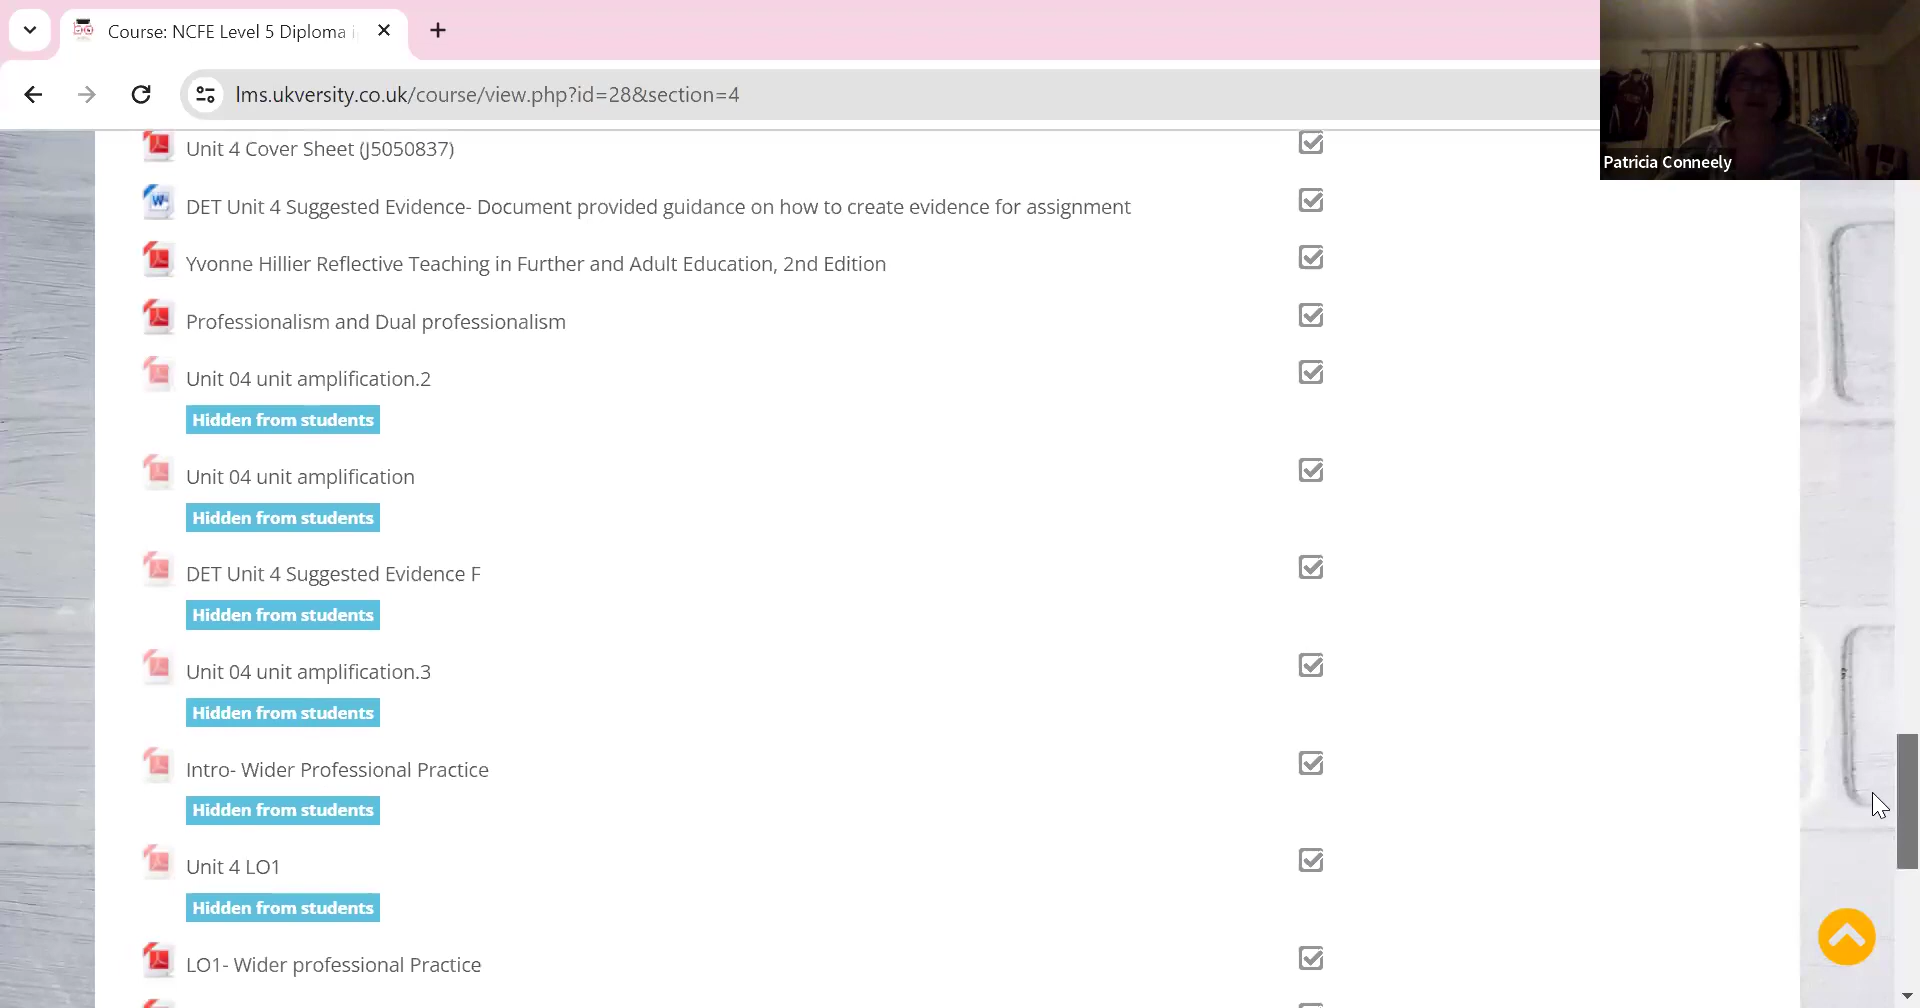 Course: NCFE Level 5 Diploma i
lms.ukversity.co.uk/course/view.php?id=28&section=4
Patricia Conneely
Unit 4 Cover Sheet (J5050837)
DET Unit 4 Suggested Evidence- Document provided guidance on how to create evidence for assignment
Yvonne Hillier Reflective Teaching in Further and Adult Education, 2nd Edition
Professionalism and Dual professionalism
Unit 04 unit amplification.2
Hidden from students
Unit 04 unit amplification
Hidden from students
DET Unit 4 Suggested Evidence F
Hidden from students
Unit 04 unit amplification.3
Hidden from students
Intro- Wider Professional Practice
Hidden from students
Unit 4 LO1
Hidden from students
LO1- Wider professional Practice